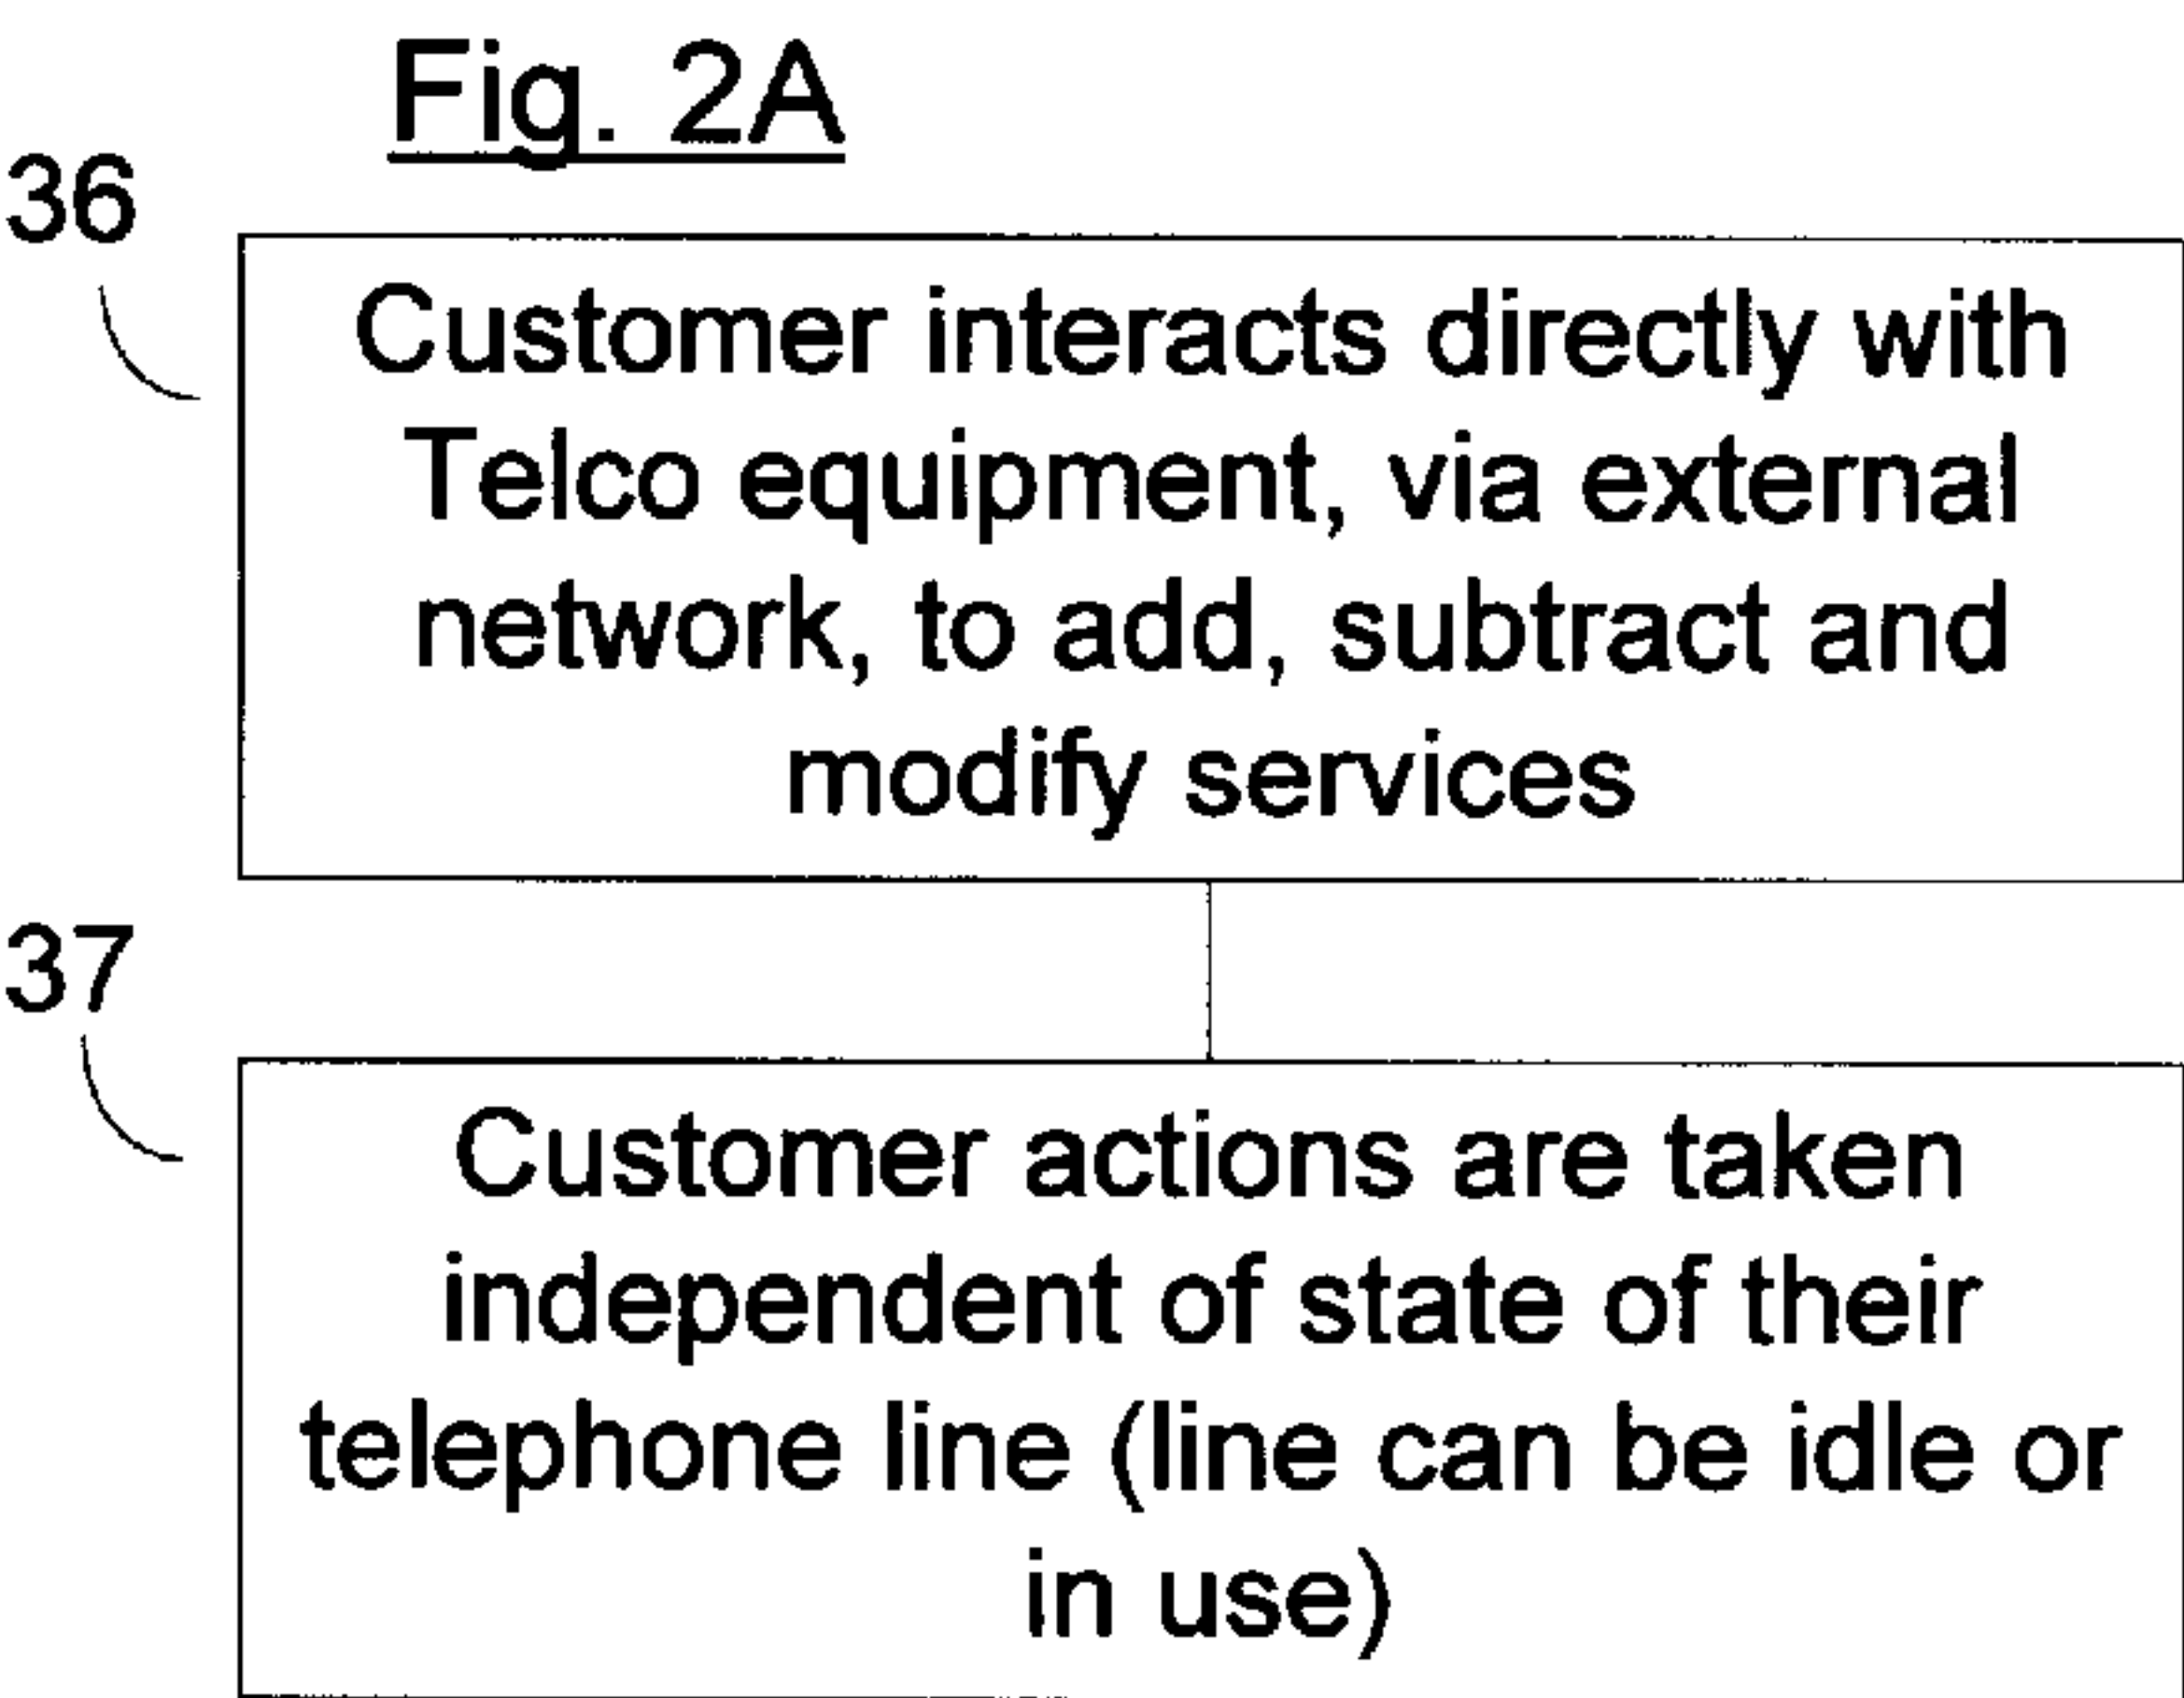 Fig. 2A
36
Customer interacts directly with
Telco equipment, via external
network, to add, subtract and
modify services
37
Customer actions are taken
independent of state of their
telephone line (line can be idle or
in use)